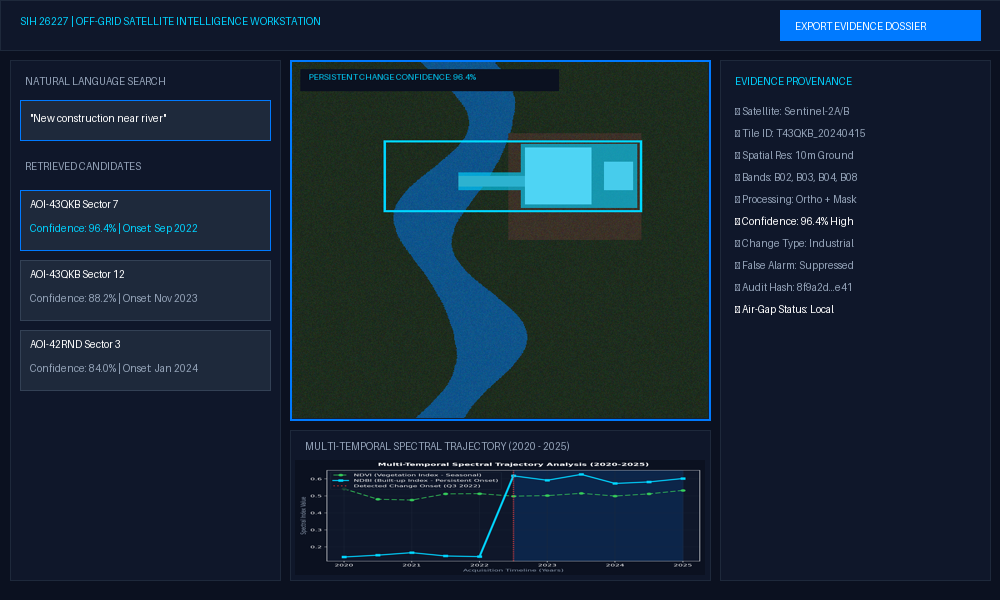 SIH 26227 | OFF-GRID SATELLITE INTELLIGENCE WORKSTATION
EXPORT EVIDENCE DOSSIER
NATURAL LANGUAGE SEARCH
"New construction near river"
RETRIEVED CANDIDATES
AOI-43QKB Sector 7
Confidence: 96.4% | Onset: Sep 2022
AOI-43QKB Sector 12
Confidence: 88.2% | Onset: Nov 2023
AOI-42RND Sector 3
Confidence: 84.0% | Onset: Jan 2024
PERSISTENT CHANGE CONFIDENCE: 96.4%
MULTI-TEMPORAL SPECTRAL TRAJECTORY (2020 - 2025)
Multi-Temporal Spectral Trajectory Analysis (2020-2025)
NDVI (Vegetation Index - Seasonal)
NDBI (Built-up Index - Persistent Onset)
Detected Change Onset (Q3 2022)
Spectral Index Value
0.6
0.5
0.4
0.3
0.2
2020 2021 2022 2023 2024 2025
Acquisition Timeline (Years)
EVIDENCE PROVENANCE
Satellite: Sentinel-2A/B
Tile ID: T43QKB_20240415
Spatial Res: 10m Ground
Bands: B02, B03, B04, B08
Processing: Ortho + Mask
Confidence: 96.4% High
Change Type: Industrial
False Alarm: Suppressed
Audit Hash: 8f9a2d...e41
Air-Gap Status: Local